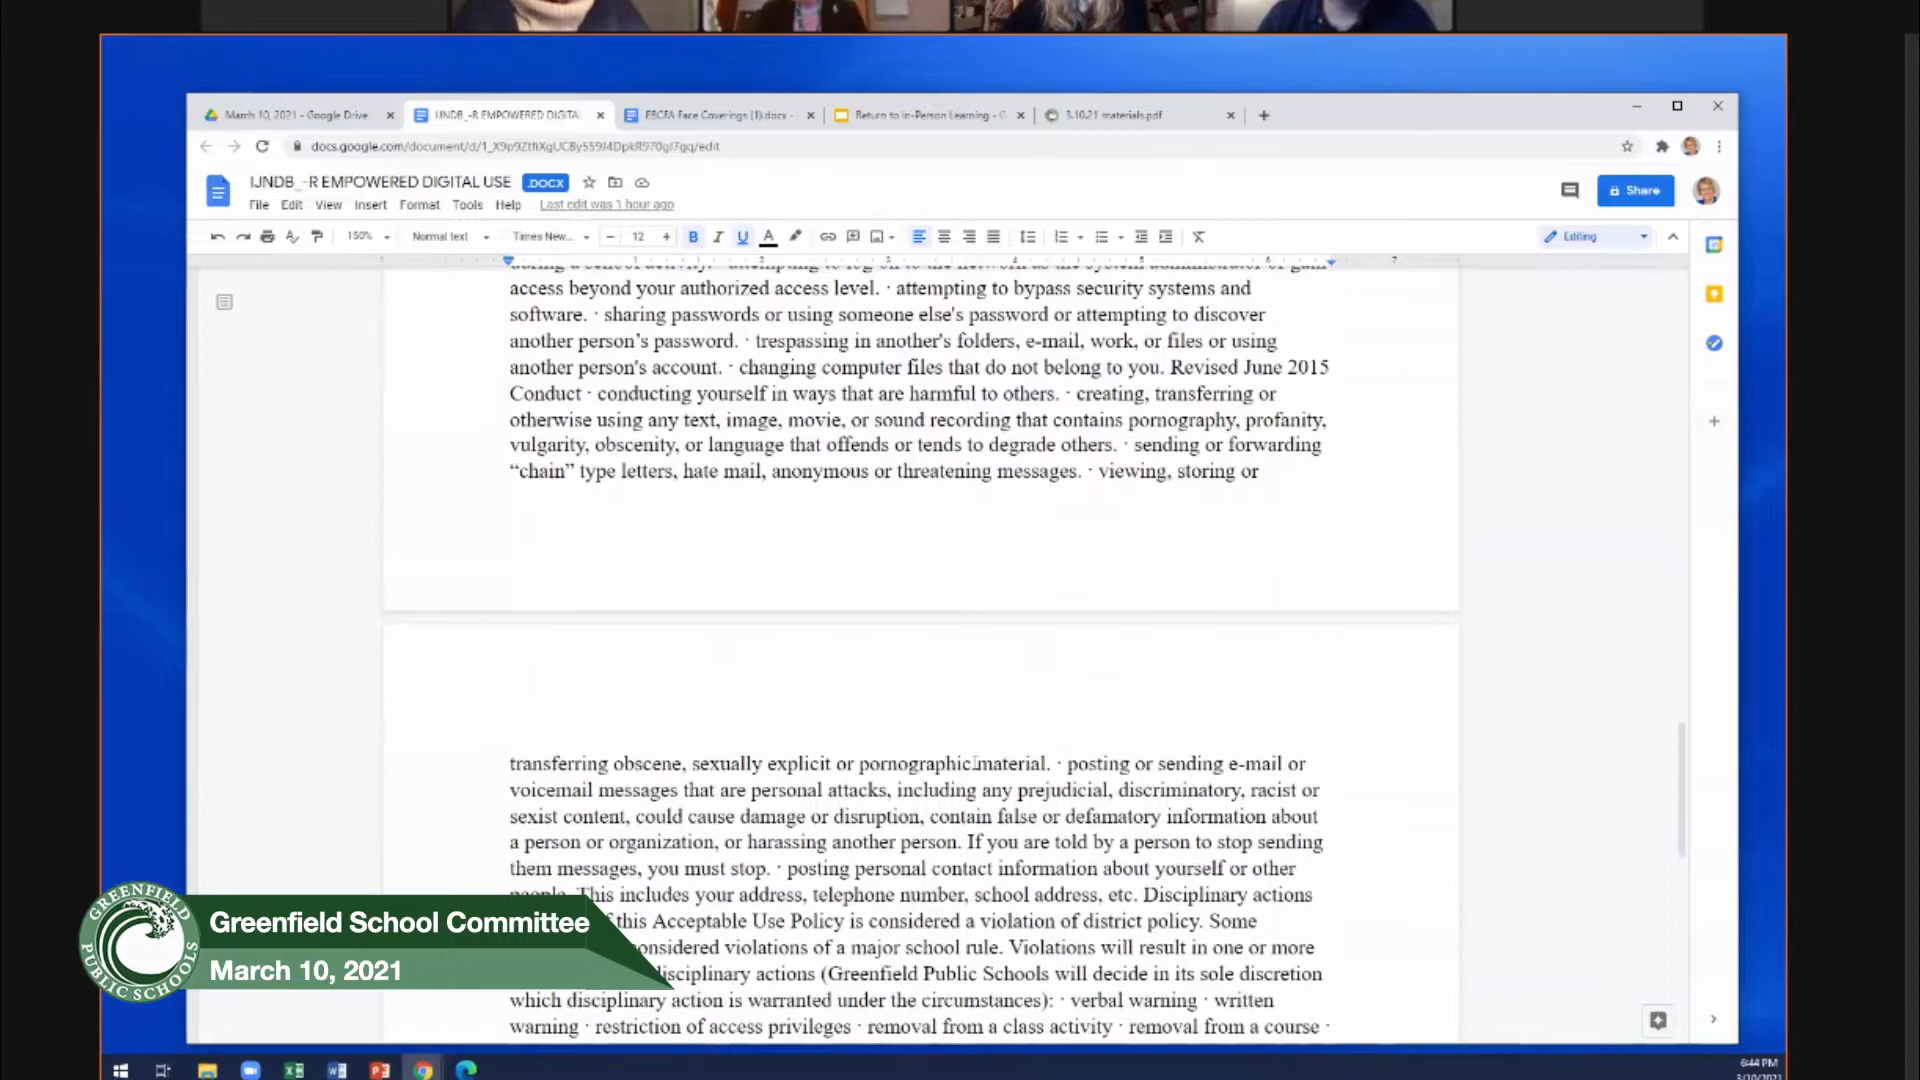 March 10, 2021 - Google Drive
IJNDB_-R EMPOWERED DIGITAL
EBCFA Face Coverings (1).docx -
Return to In-Person Learning - G
3.10.21 materials.pdf
IJNDB_-R EMPOWERED DIGITAL USE .DOCX
Share
File Edit View Insert Format Tools Help Last edit was 1 hour ago
150% Normal text Times New... 12 B I U A Editing
1 1 2 3 4 5 6 7
access beyond your authorized access level. · attempting to bypass security systems and
software. · sharing passwords or using someone else's password or attempting to discover
another person’s password. · trespassing in another's folders, e-mail, work, or files or using
another person's account. · changing computer files that do not belong to you. Revised June 2015
Conduct · conducting yourself in ways that are harmful to others. · creating, transferring or
otherwise using any text, image, movie, or sound recording that contains pornography, profanity,
vulgarity, obscenity, or language that offends or tends to degrade others. · sending or forwarding
“chain” type letters, hate mail, anonymous or threatening messages. · viewing, storing or
transferring obscene, sexually explicit or pornographic material. · posting or sending e-mail or
voicemail messages that are personal attacks, including any prejudicial, discriminatory, racist or
sexist content, could cause damage or disruption, contain false or defamatory information about
a person or organization, or harassing another person. If you are told by a person to stop sending
them messages, you must stop. · posting personal contact information about yourself or other
This includes your address, telephone number, school address, etc. Disciplinary actions
this Acceptable Use Policy is considered a violation of district policy. Some
considered violations of a major school rule. Violations will result in one or more
disciplinary actions (Greenfield Public Schools will decide in its sole discretion
which disciplinary action is warranted under the circumstances): · verbal warning · written
warning · restriction of access privileges · removal from a class activity · removal from a course ·
GREENFIELD
PUBLIC SCHOOLS
Greenfield School Committee
March 10, 2021
6:44 PM